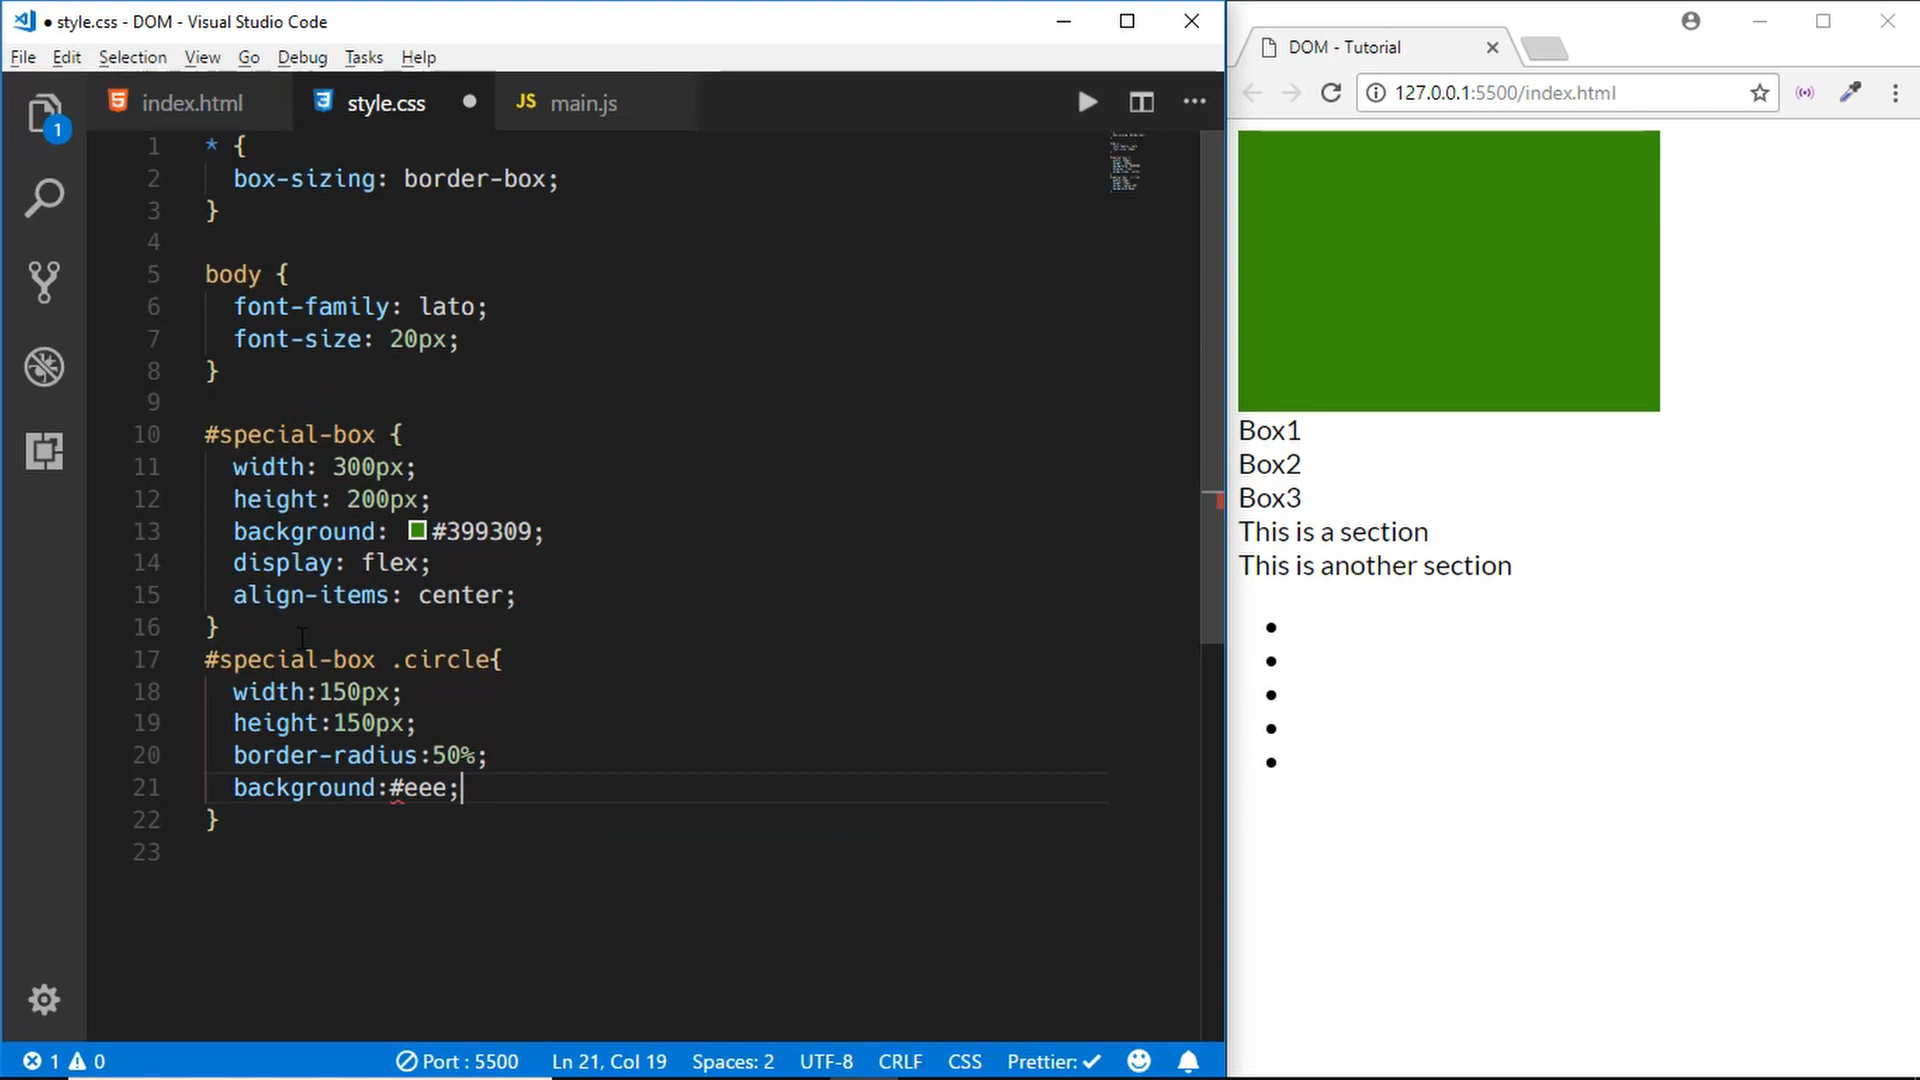 ● style.css - DOM - Visual Studio Code
File Edit Selection View Go Debug Tasks Help
index.html style.css ● JS main.js
1
1 * {
2 box-sizing: border-box;
3 }
4
5 body {
6 font-family: lato;
7 font-size: 20px;
8 }
9
10 #special-box {
11 width: 300px;
12 height: 200px;
13 background: #399309;
14 display: flex;
15 align-items: center;
16 }
17 #special-box .circle{
18 width:150px;
19 height:150px;
20 border-radius:50%;
21 background:#eee;
22 }
23
1 0 Port : 5500 Ln 21, Col 19 Spaces: 2 UTF-8 CRLF CSS Prettier: ✓
DOM - Tutorial
127.0.0.1:5500/index.html
Box1
Box2
Box3
This is a section
This is another section